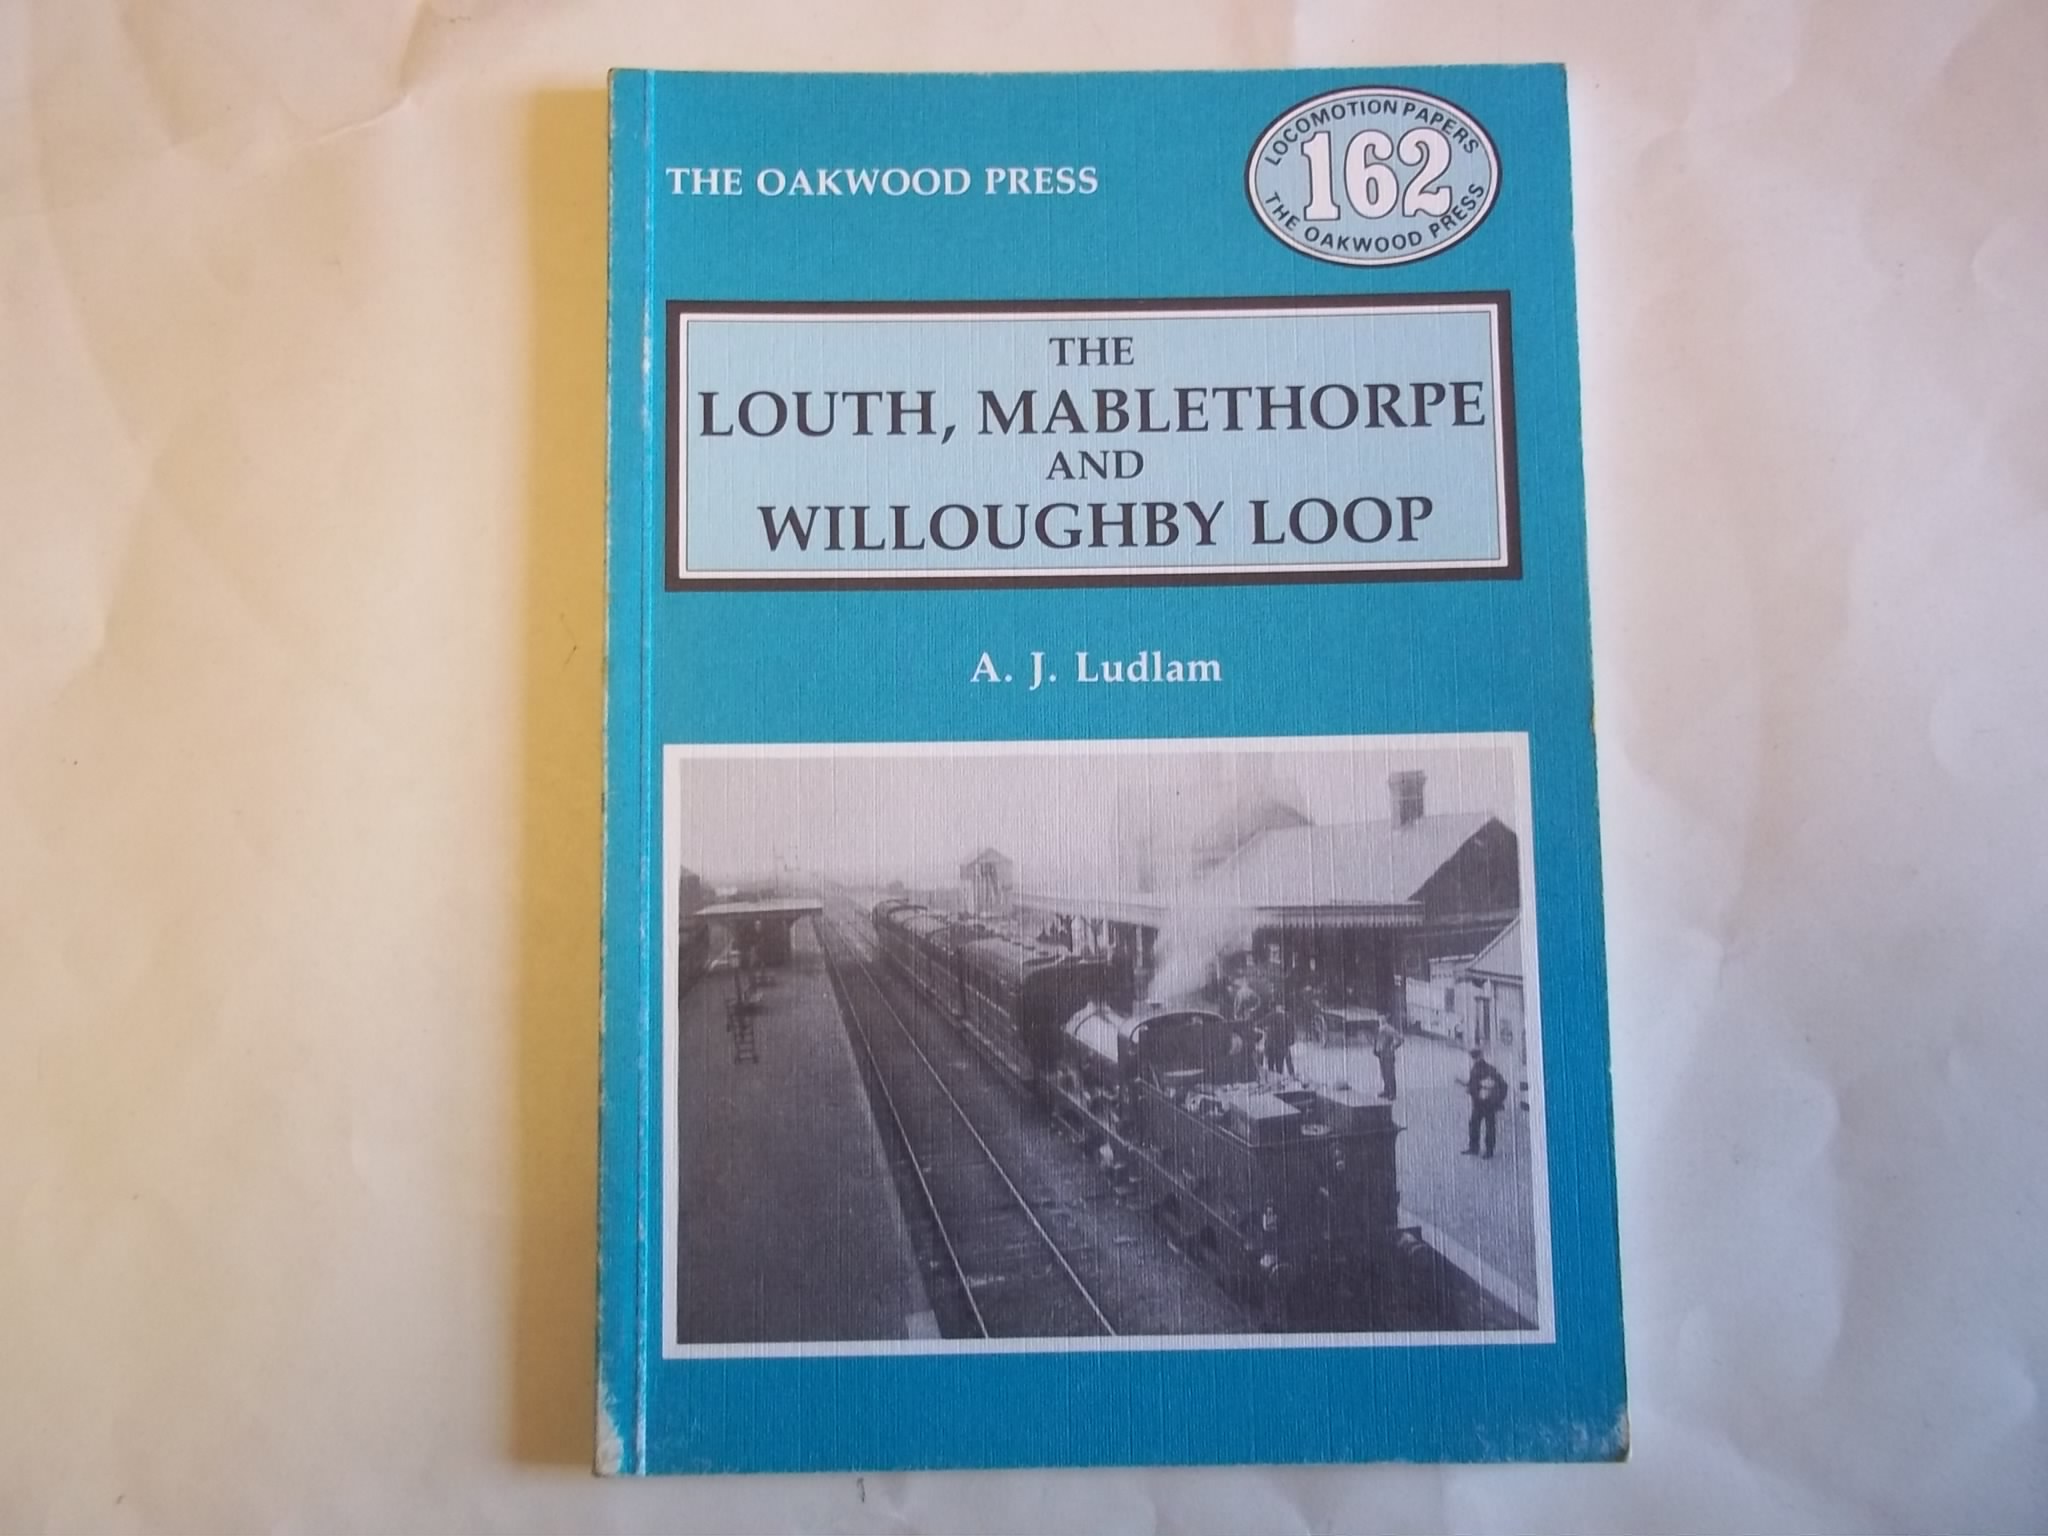 THE OAKWOOD PRESS
LOCOMOTION PAPERS
162
THE OAKWOOD PRESS
THE
LOUTH, MABLETHORPE
AND
WILLOUGHBY LOOP
A. J. Ludlam